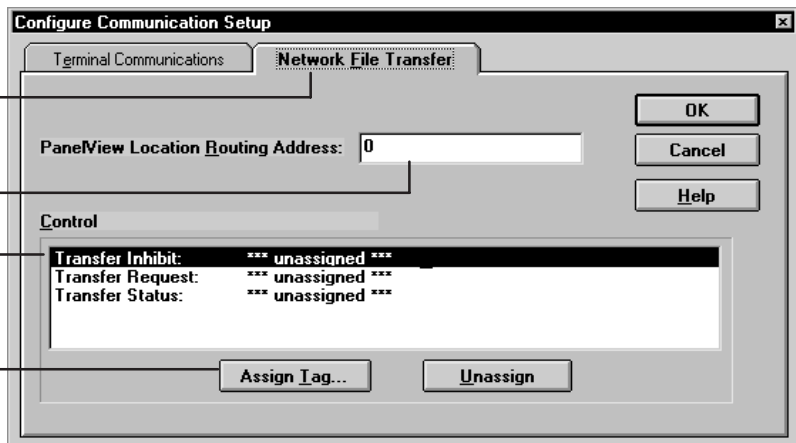 Configure Communication Setup
Terminal Communications
Network File Transfer
OK
PanelView Location Routing Address: 0
Cancel
Help
Control
Transfer Inhibit: *** unassigned ***
Transfer Request: *** unassigned ***
Transfer Status: *** unassigned ***
Assign Tag...
Unassign